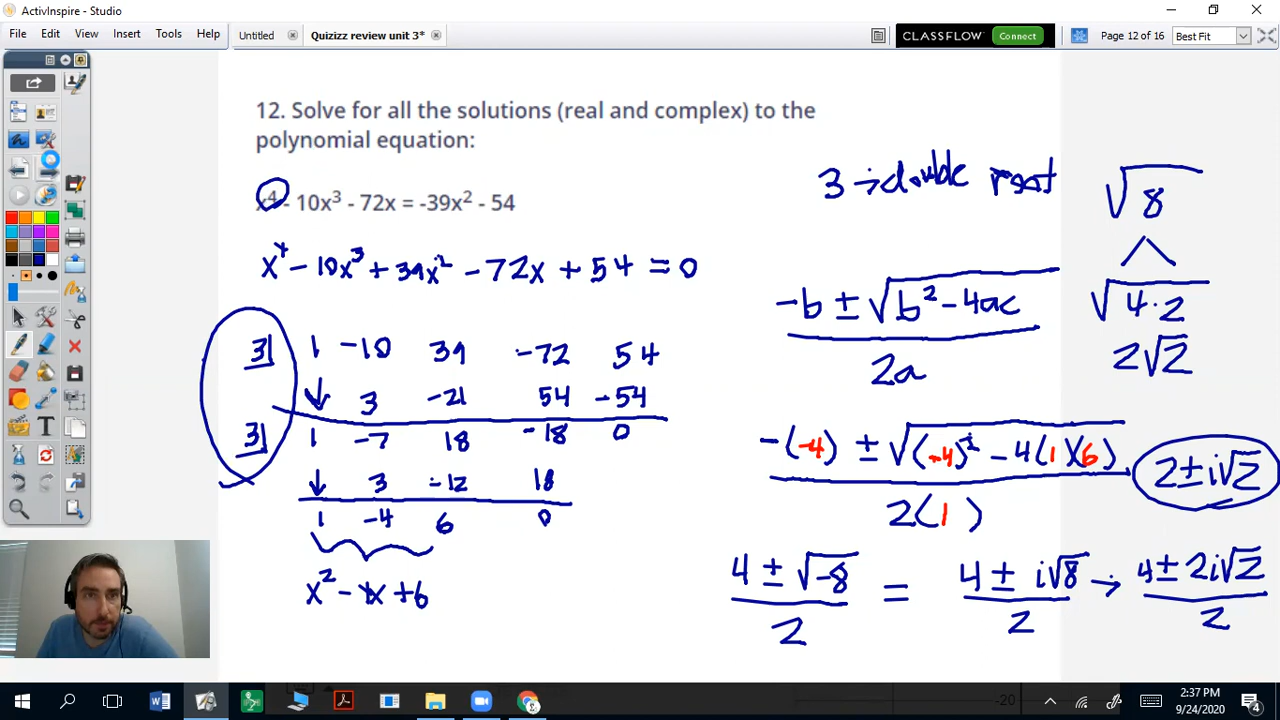 ActivInspire - Studio
File Edit View Insert Tools Help Untitled Quizizz review unit 3* CLASSFLOW Connect Page 12 of 16 Best Fit
12. Solve for all the solutions (real and complex) to the
polynomial equation:
x⁴ - 10x³ - 72x = -39x² - 54
x⁴ - 10x³ + 39x² - 72x + 54 = 0
3| 1 -10 39 -72 54
↓ 3 -21 54 -54
3| 1 -7 18 -18 0
↓ 3 -12 18
1 -4 6 0
x² - 4x + 6
3 → double root
-b ± √b² - 4ac
2a
-(-4) ± √(-4)² - 4(1)(6)
2(1)
4 ± √-8 = 4 ± i√8 → 4 ± 2i√2
2 2 2
√8
√4·2
2√2
2 ± i√2
-20
2:37 PM
9/24/2020
4